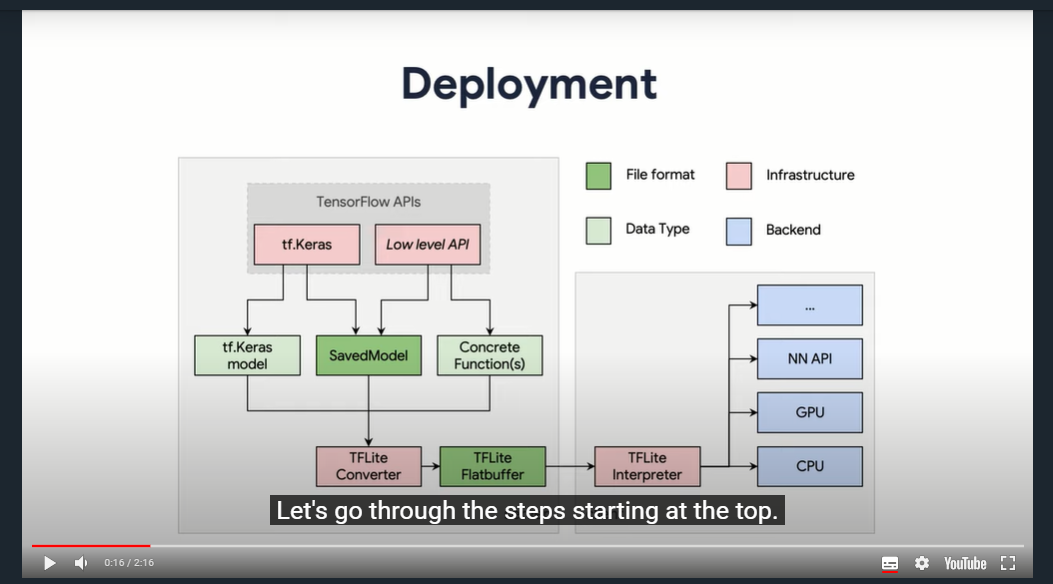 Deployment
TensorFlow APIs
tf.Keras
Low level API
tf.Keras
model
SavedModel
Concrete
Function(s)
TFLite
Converter
TFLite
Flatbuffer
File format
Infrastructure
Data Type
Backend
TFLite
Interpreter
...
NN API
GPU
CPU
Let's go through the steps starting at the top.
0:16 / 2:16
YouTube